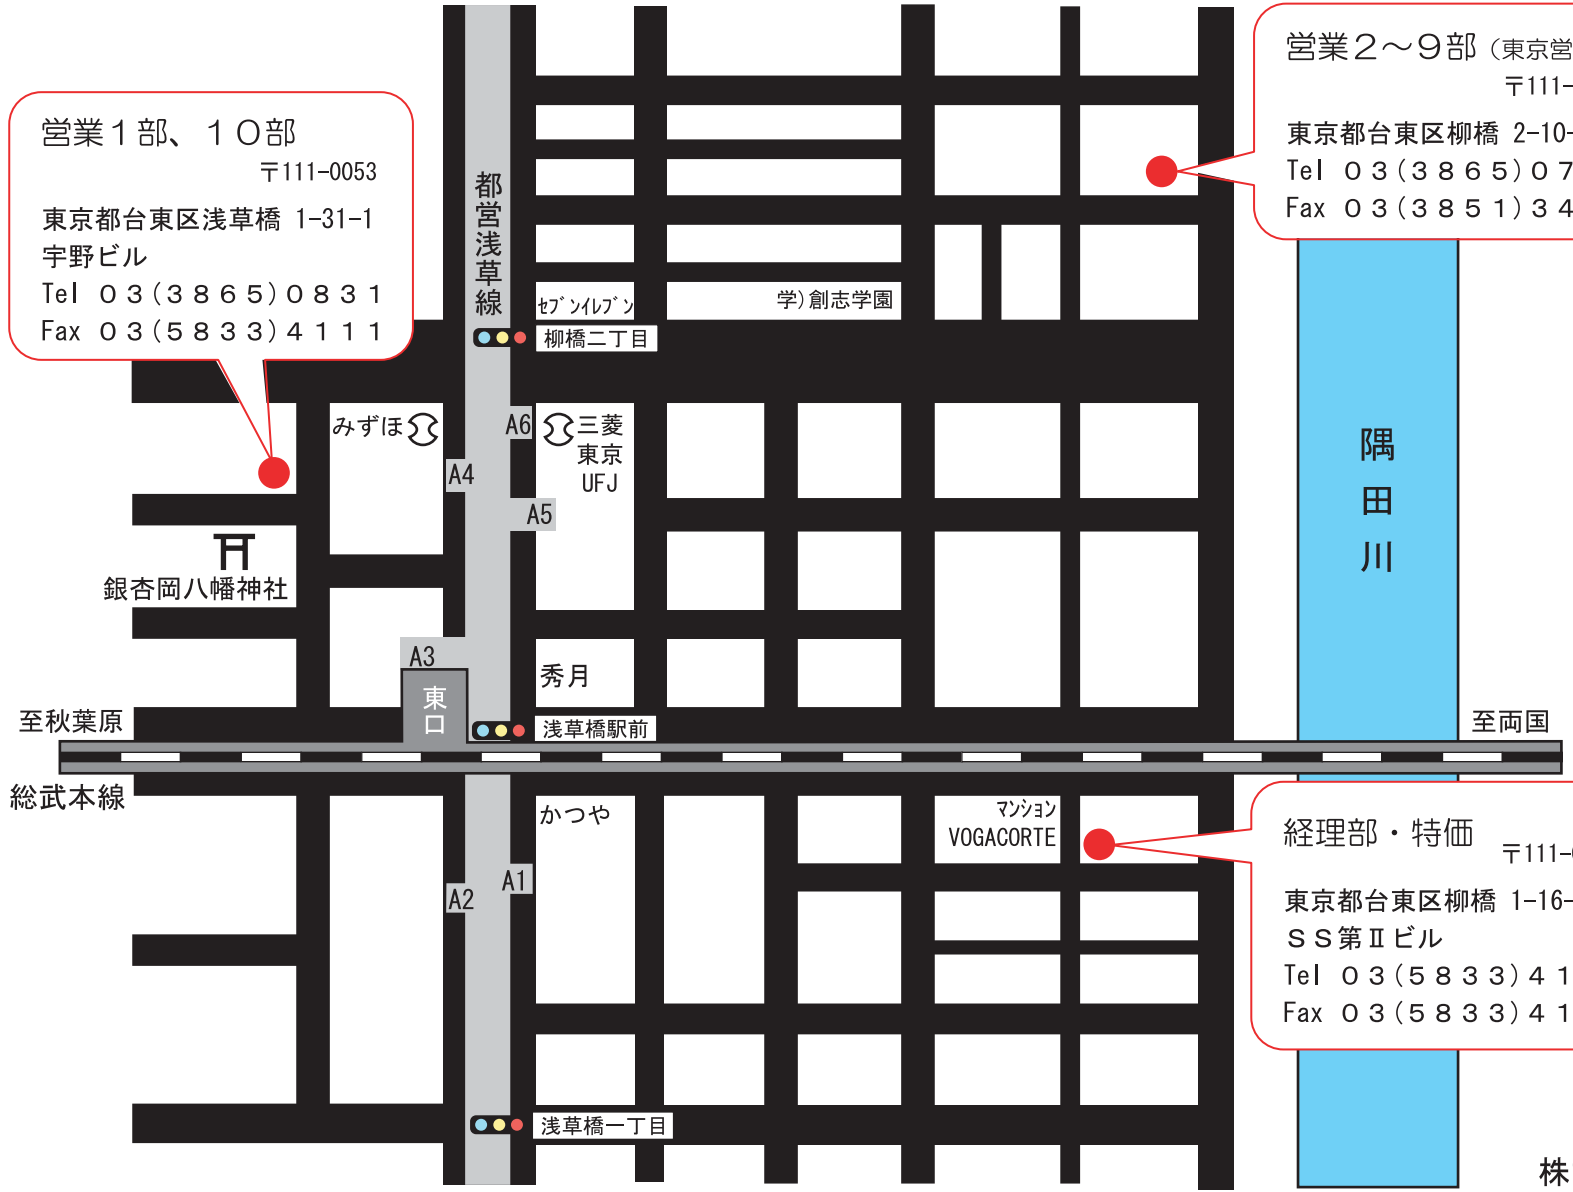 営業2～9部（東京営
〒111-
東京都台東区柳橋 2-10-
Tel 03(3865)07
Fax 03(3851)34
営業1部、10部
〒111-0053
東京都台東区浅草橋 1-31-1
宇野ビル
Tel 03(3865)0831
Fax 03(5833)4111
都営浅草線
セブンイレブン
学)創志学園
柳橋二丁目
みずほ
A6
三菱
東京
UFJ
A4
A5
隅田川
銀杏岡八幡神社
A3
秀月
東口
至秋葉原
浅草橋駅前
至両国
総武本線
かつや
マンション
VOGACORTE
A1
A2
経理部・特価
〒111-
東京都台東区柳橋 1-16-
SS第Ⅱビル
Tel 03(5833)41
Fax 03(5833)41
浅草橋一丁目
株